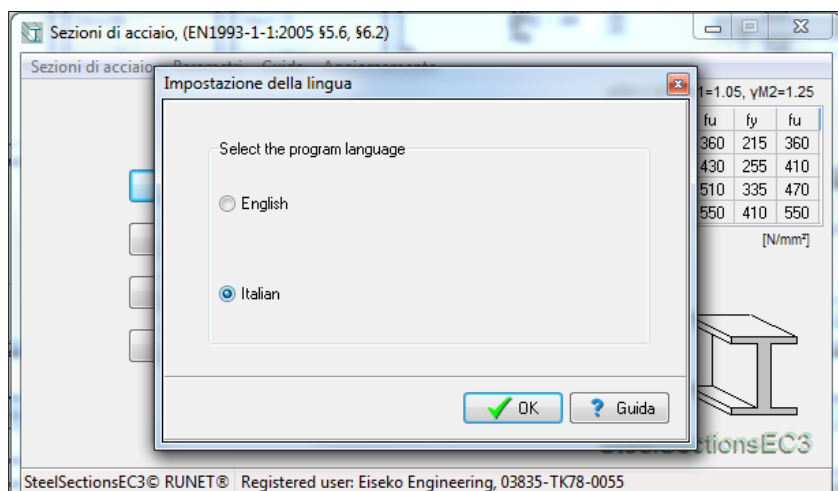 Sezioni di acciaio, (EN1993-1-1:2005 §5.6, §6.2)
Sezioni di acciaio Parametri Guida Aggiornamento
Impostazione della lingua
1=1.05, γM2=1.25
fu fy fu
360 215 360
430 255 410
510 335 470
550 410 550
[N/mm²]
Select the program language
English
Italian
OK
? Guida
SteelSectionsEC3
SteelSectionsEC3© RUNET® Registered user: Eiseko Engineering, 03835-TK78-0055